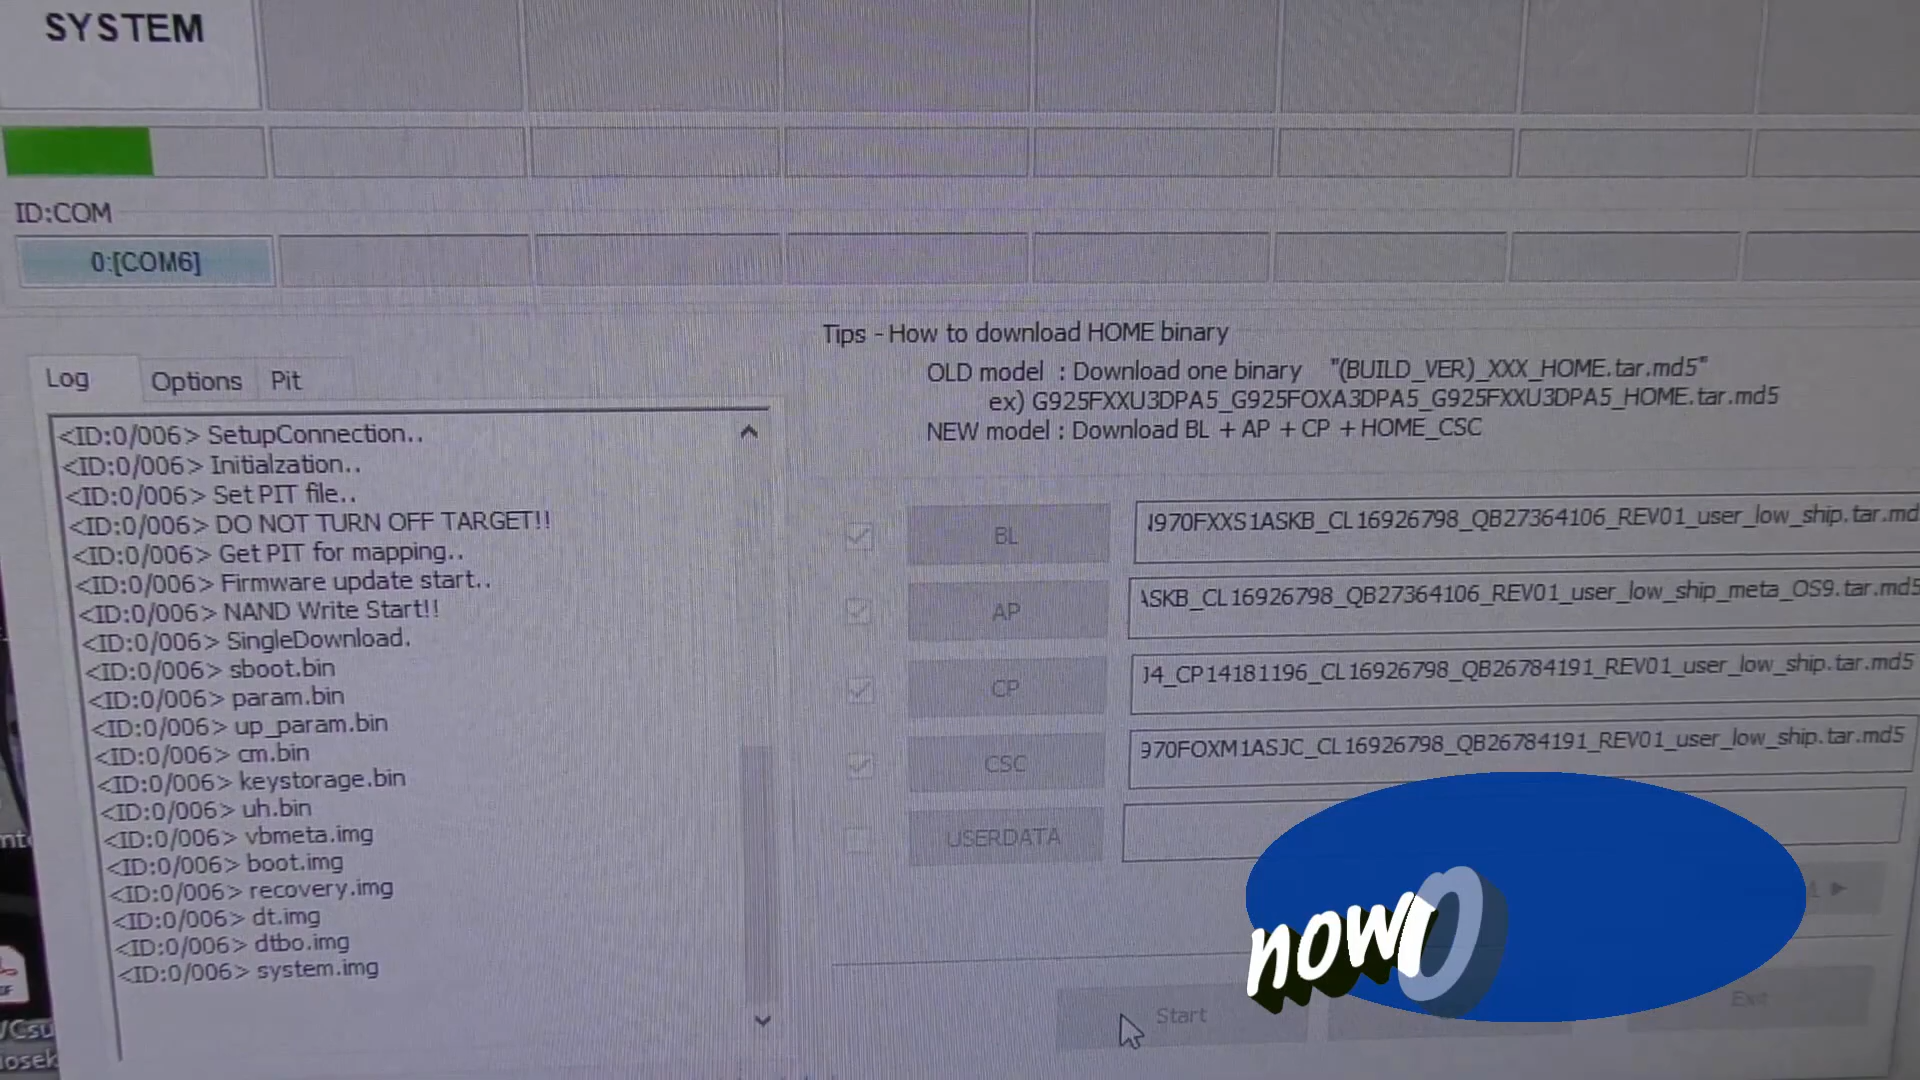 SYSTEM
ID:COM
0:[COM6]
Log
Options
Pit
<ID:0/006> SetupConnection..
<ID:0/006> Initialzation..
<ID:0/006> Set PIT file..
<ID:0/006> DO NOT TURN OFF TARGET!!
<ID:0/006> Get PIT for mapping..
<ID:0/006> Firmware update start..
<ID:0/006> NAND Write Start!!
<ID:0/006> SingleDownload.
<ID:0/006> sboot.bin
<ID:0/006> param.bin
<ID:0/006> up_param.bin
<ID:0/006> cm.bin
<ID:0/006> keystorage.bin
<ID:0/006> uh.bin
<ID:0/006> vbmeta.img
<ID:0/006> boot.img
<ID:0/006> recovery.img
<ID:0/006> dt.img
<ID:0/006> dtbo.img
<ID:0/006> system.img
Tips - How to download HOME binary
OLD model : Download one binary "(BUILD_VER)_XXX_HOME.tar.md5"
ex) G925FXXU3DPA5_G925FOXA3DPA5_G925FXXU3DPA5_HOME.tar.md5
NEW model : Download BL + AP + CP + HOME_CSC
BL
970FXXS1ASKB_CL16926798_QB27364106_REV01_user_low_ship.tar.md
AP
ASKB_CL16926798_QB27364106_REV01_user_low_ship_meta_OS9.tar.md5
CP
J4_CP14181196_CL16926798_QB26784191_REV01_user_low_ship.tar.md5
CSC
970FOXM1ASJC_CL16926798_QB26784191_REV01_user_low_ship.tar.md5
USERDATA
Start
Exit
now